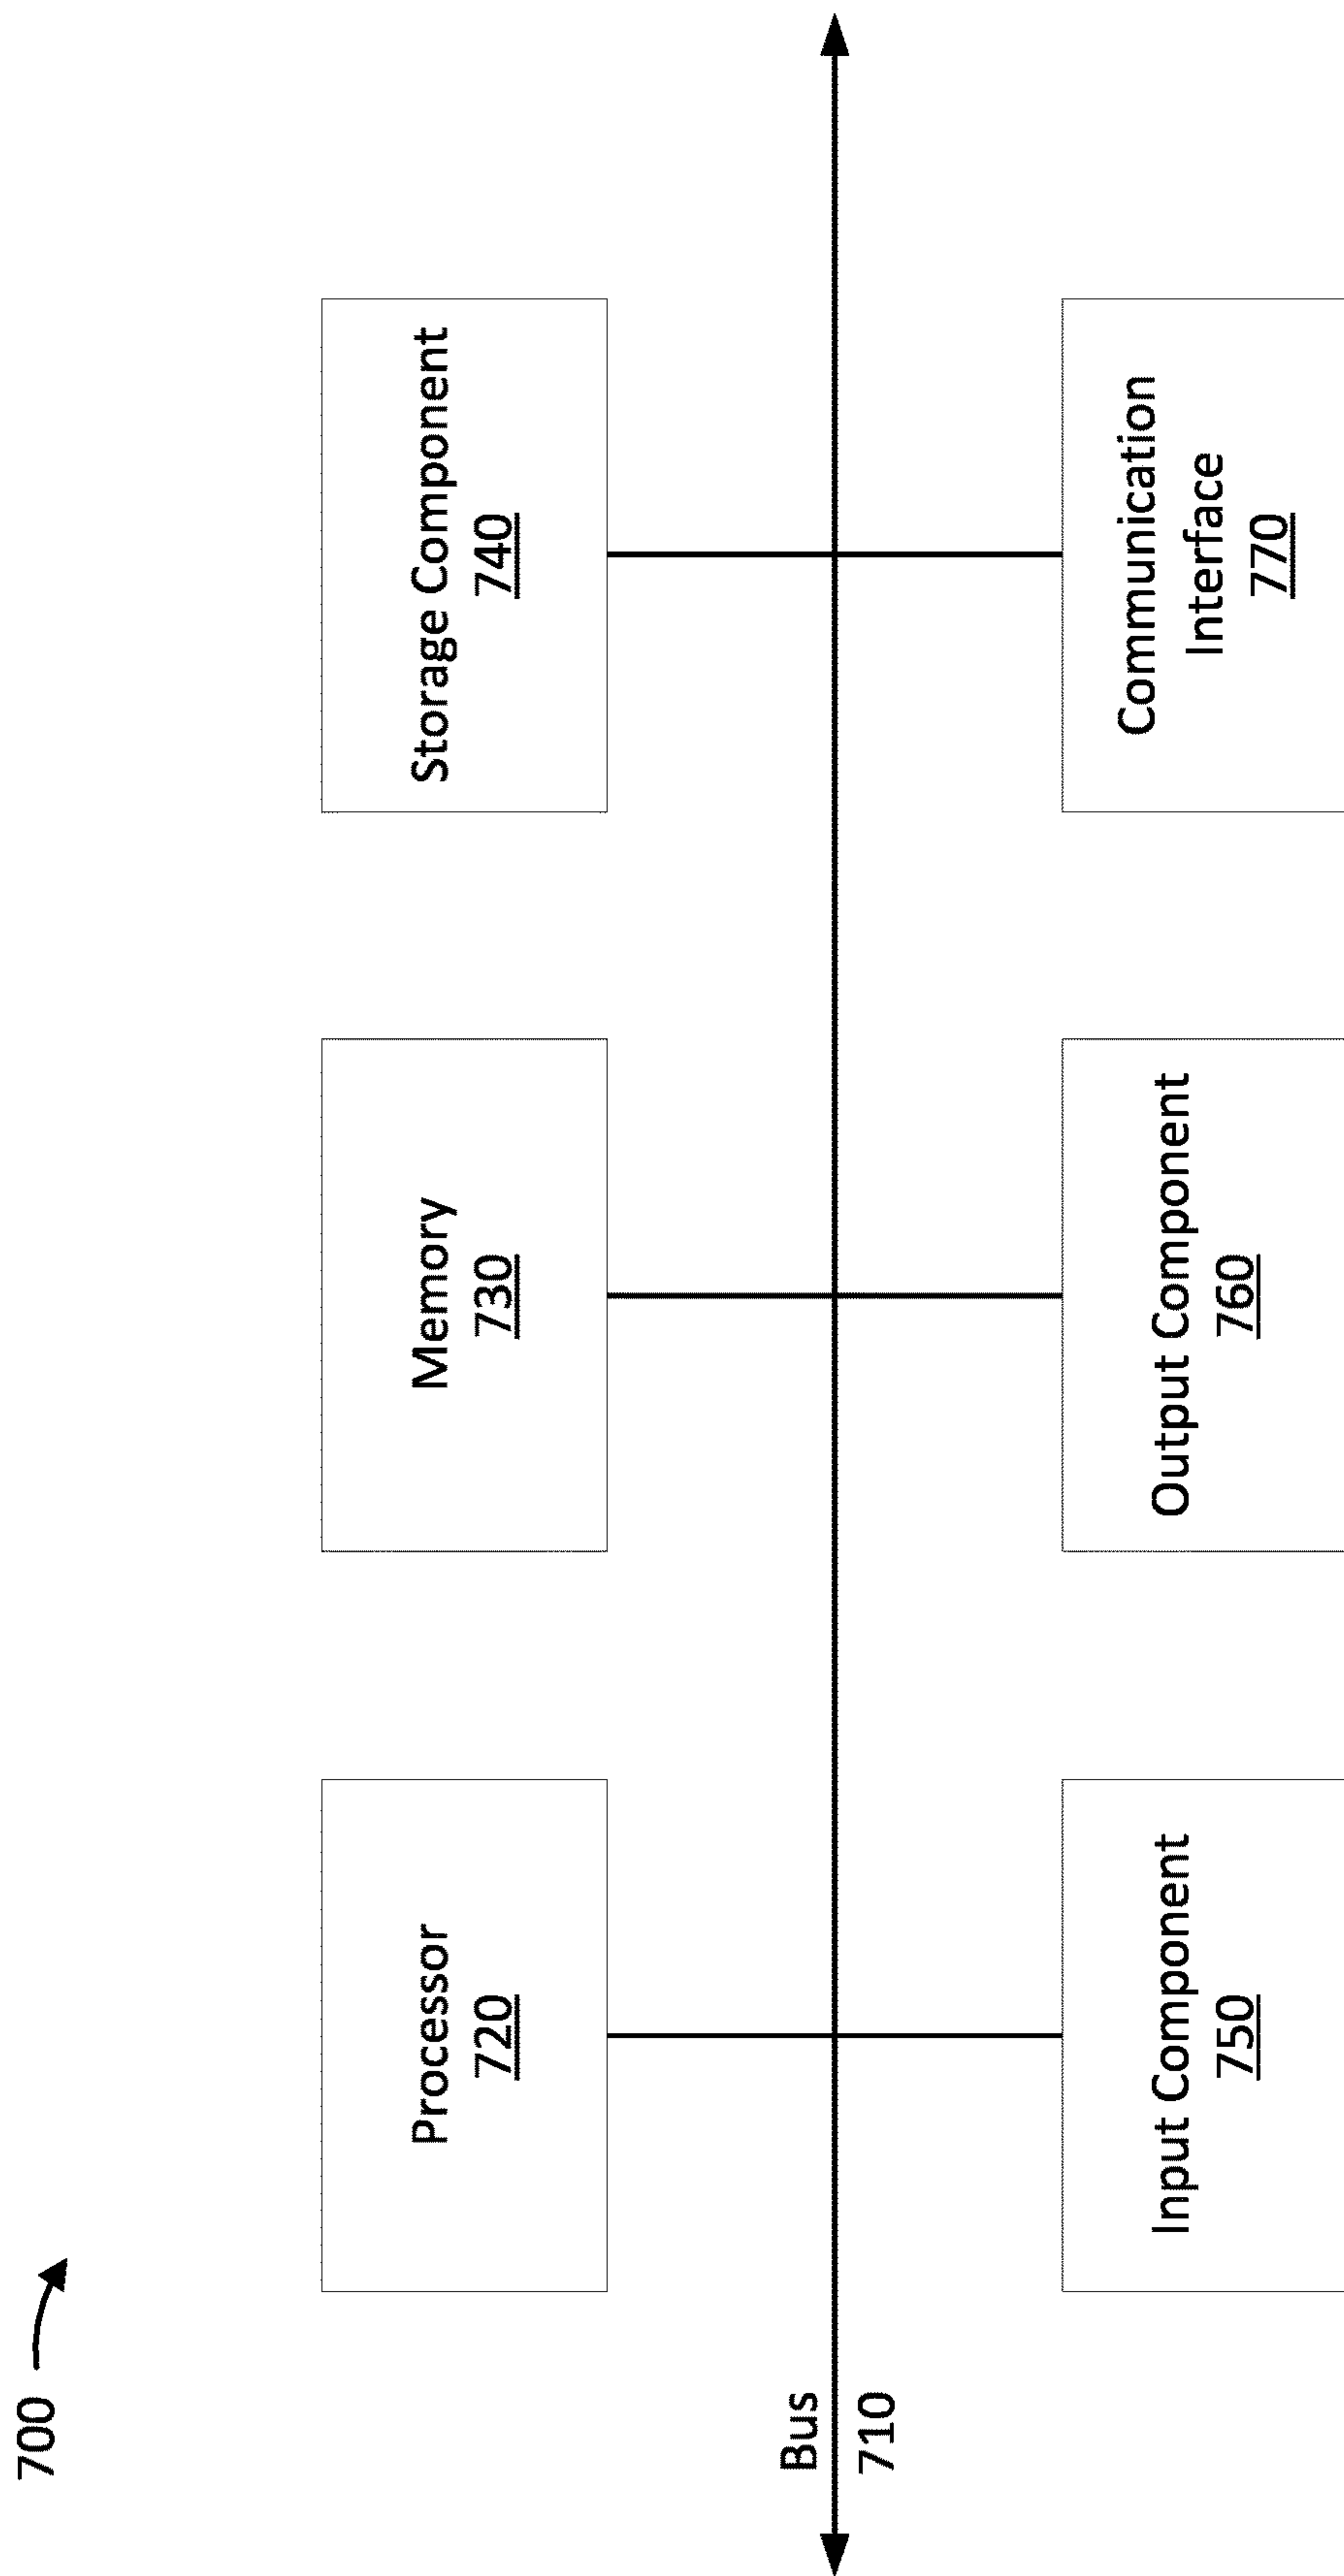 700
Processor
720
Memory
730
Storage Component
740
Bus
710
Input Component
750
Output Component
760
Communication
Interface
770